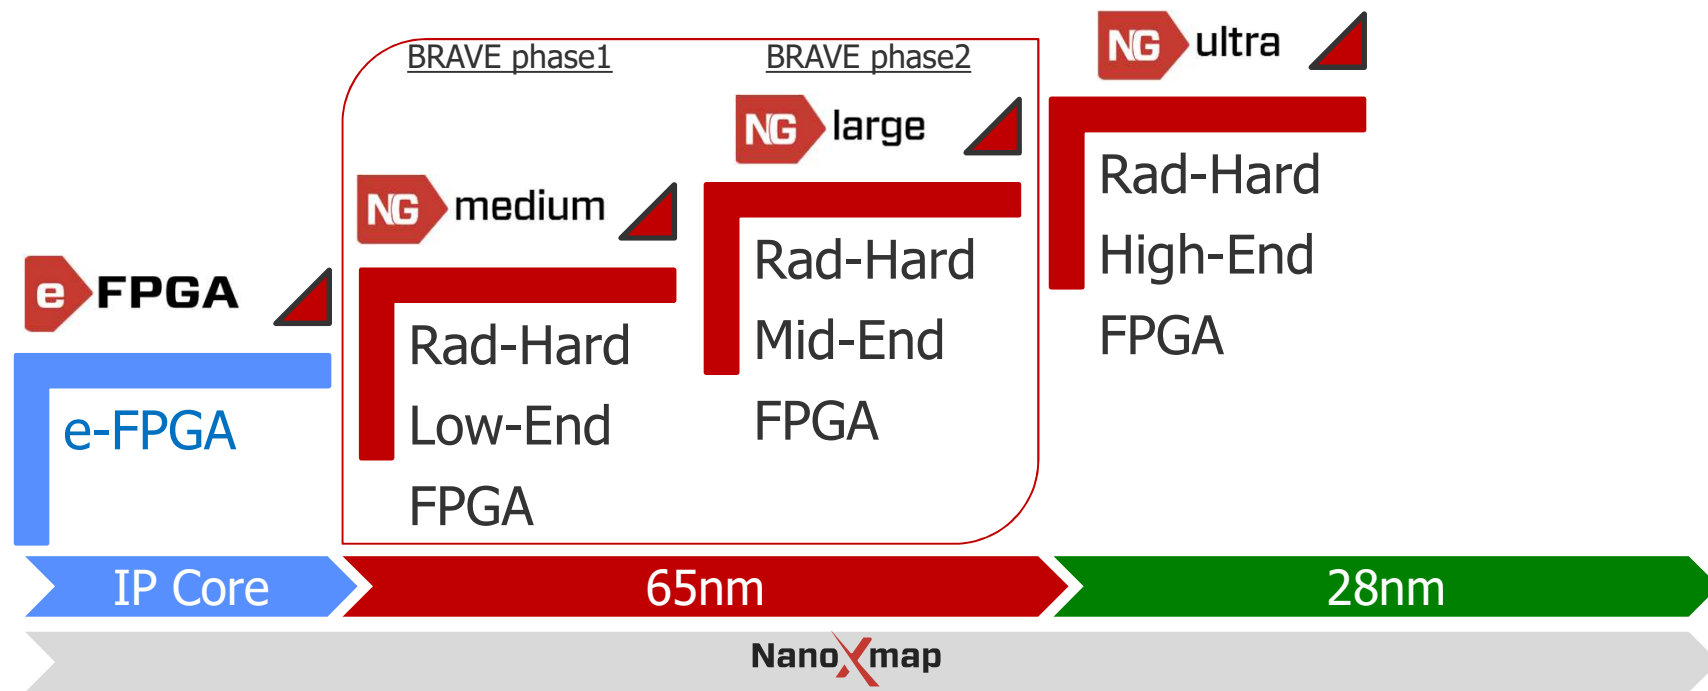 e FPGA
e-FPGA
BRAVE phase1
NG medium
Rad-Hard
Low-End
FPGA
BRAVE phase2
NG large
Rad-Hard
Mid-End
FPGA
NG ultra
Rad-Hard
High-End
FPGA
IP Core
65nm
28nm
NanoXmap